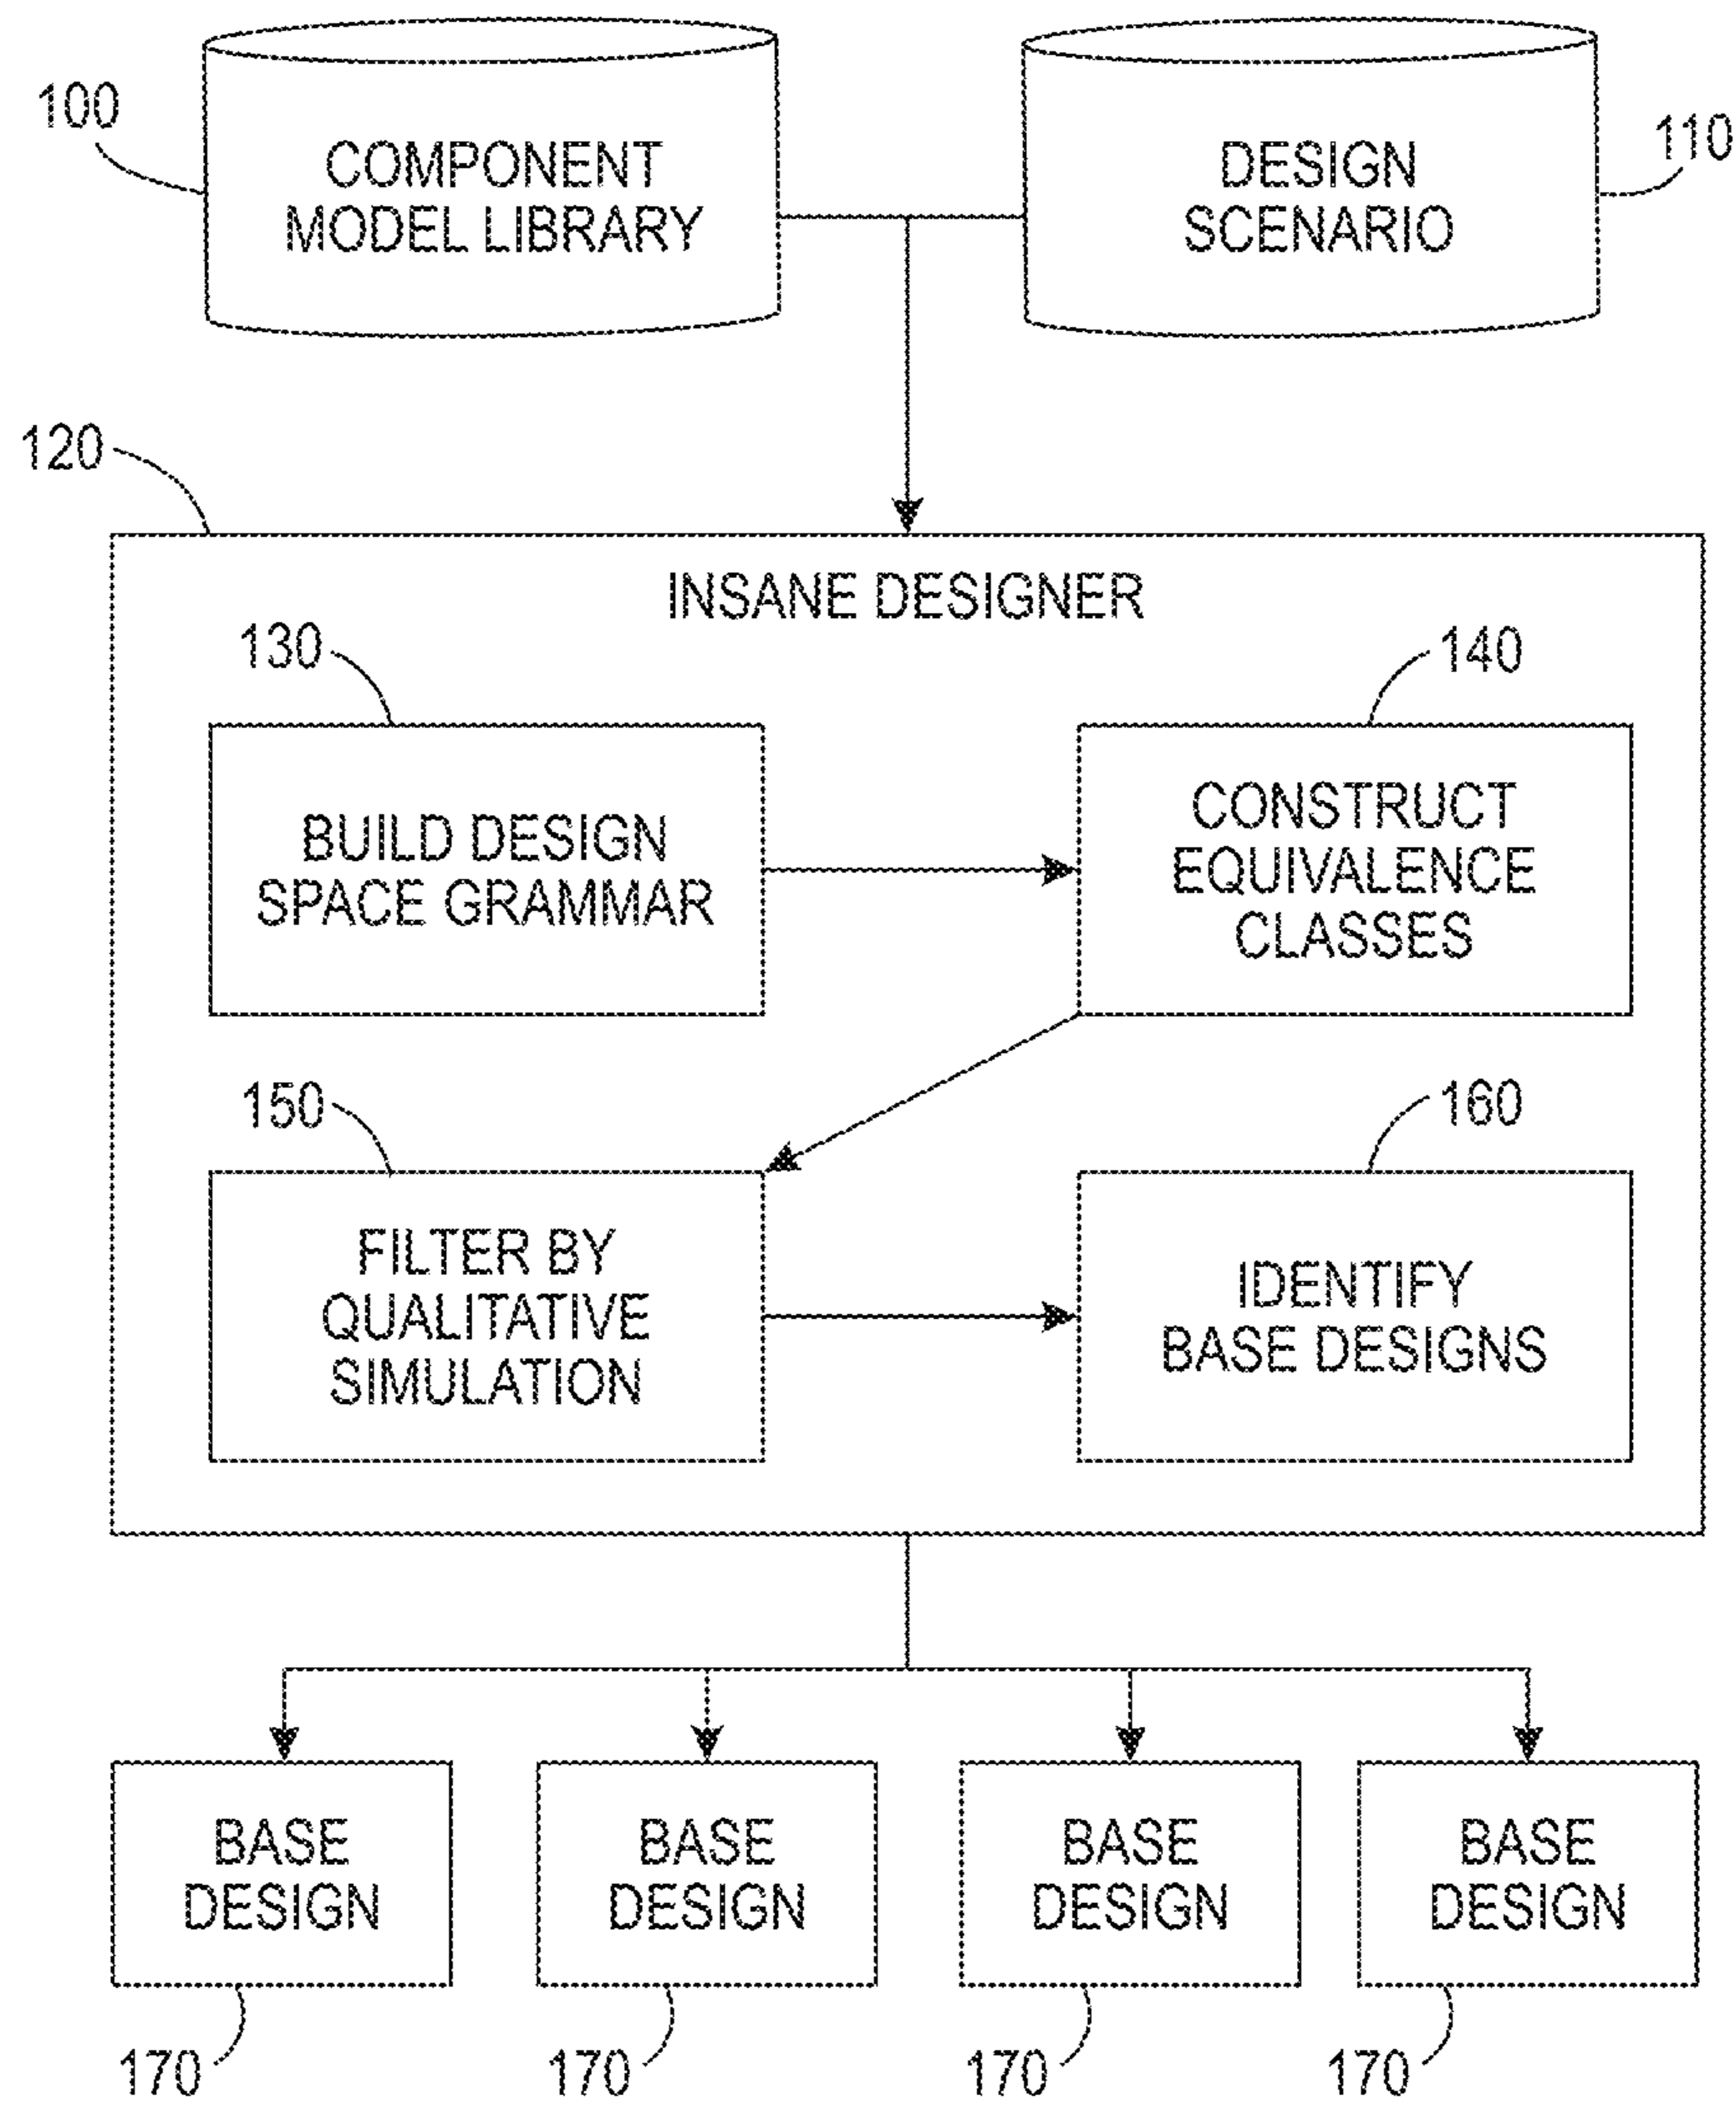 100
COMPONENT
MODEL LIBRARY
DESIGN
SCENARIO
110
120
INSANE DESIGNER
130
BUILD DESIGN
SPACE GRAMMAR
140
CONSTRUCT
EQUIVALENCE
CLASSES
150
FILTER BY
QUALITATIVE
SIMULATION
160
IDENTIFY
BASE DESIGNS
BASE
DESIGN
BASE
DESIGN
BASE
DESIGN
BASE
DESIGN
170
170
170
170